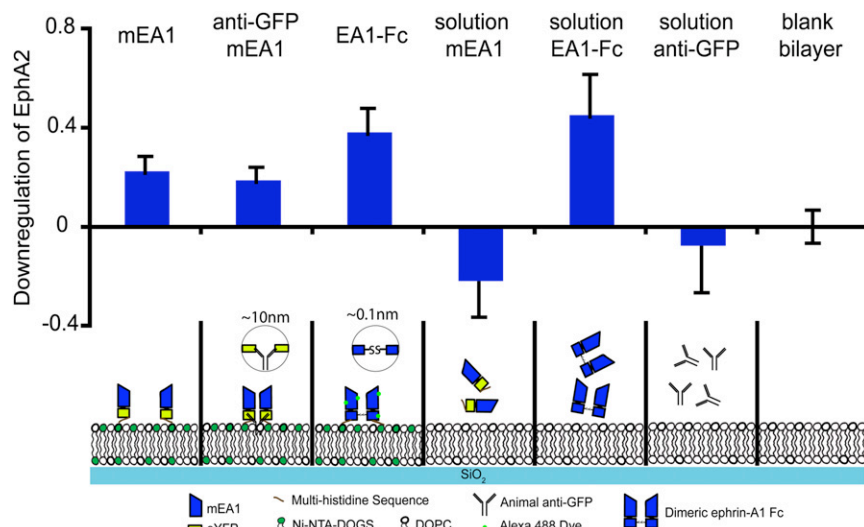 0.8
0.4
0
-0.4
Downregulation of EphA2
mEA1
anti-GFP
mEA1
EA1-Fc
solution
mEA1
solution
EA1-Fc
solution
anti-GFP
blank
bilayer
~10nm
~0.1nm
SS
SiO2
mEA1
Multi-histidine Sequence
Animal anti-GFP
Dimeric ephrin-A1 Fc
eYFP
Ni-NTA-DOGS
DOPC
Alexa 488 Dye